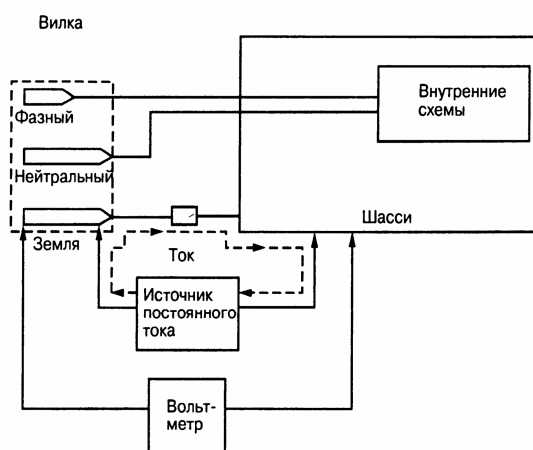 Вилка
Фазный
Нейтральный
Земля
Внутренние
схемы
Шасси
Ток
Источник
постоянного
тока
Вольт-
метр